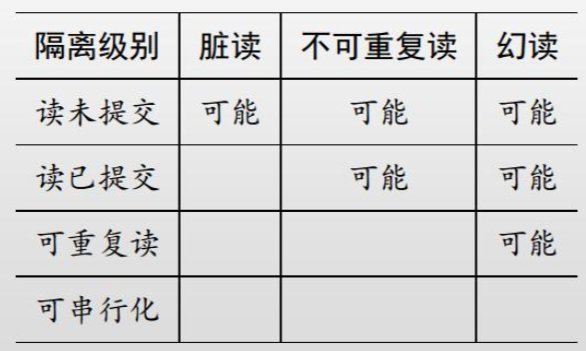 隔离级别 脏读 不可重复读 幻读
读未提交 可能 可能 可能
读已提交 可能 可能
可重复读 可能
可串行化